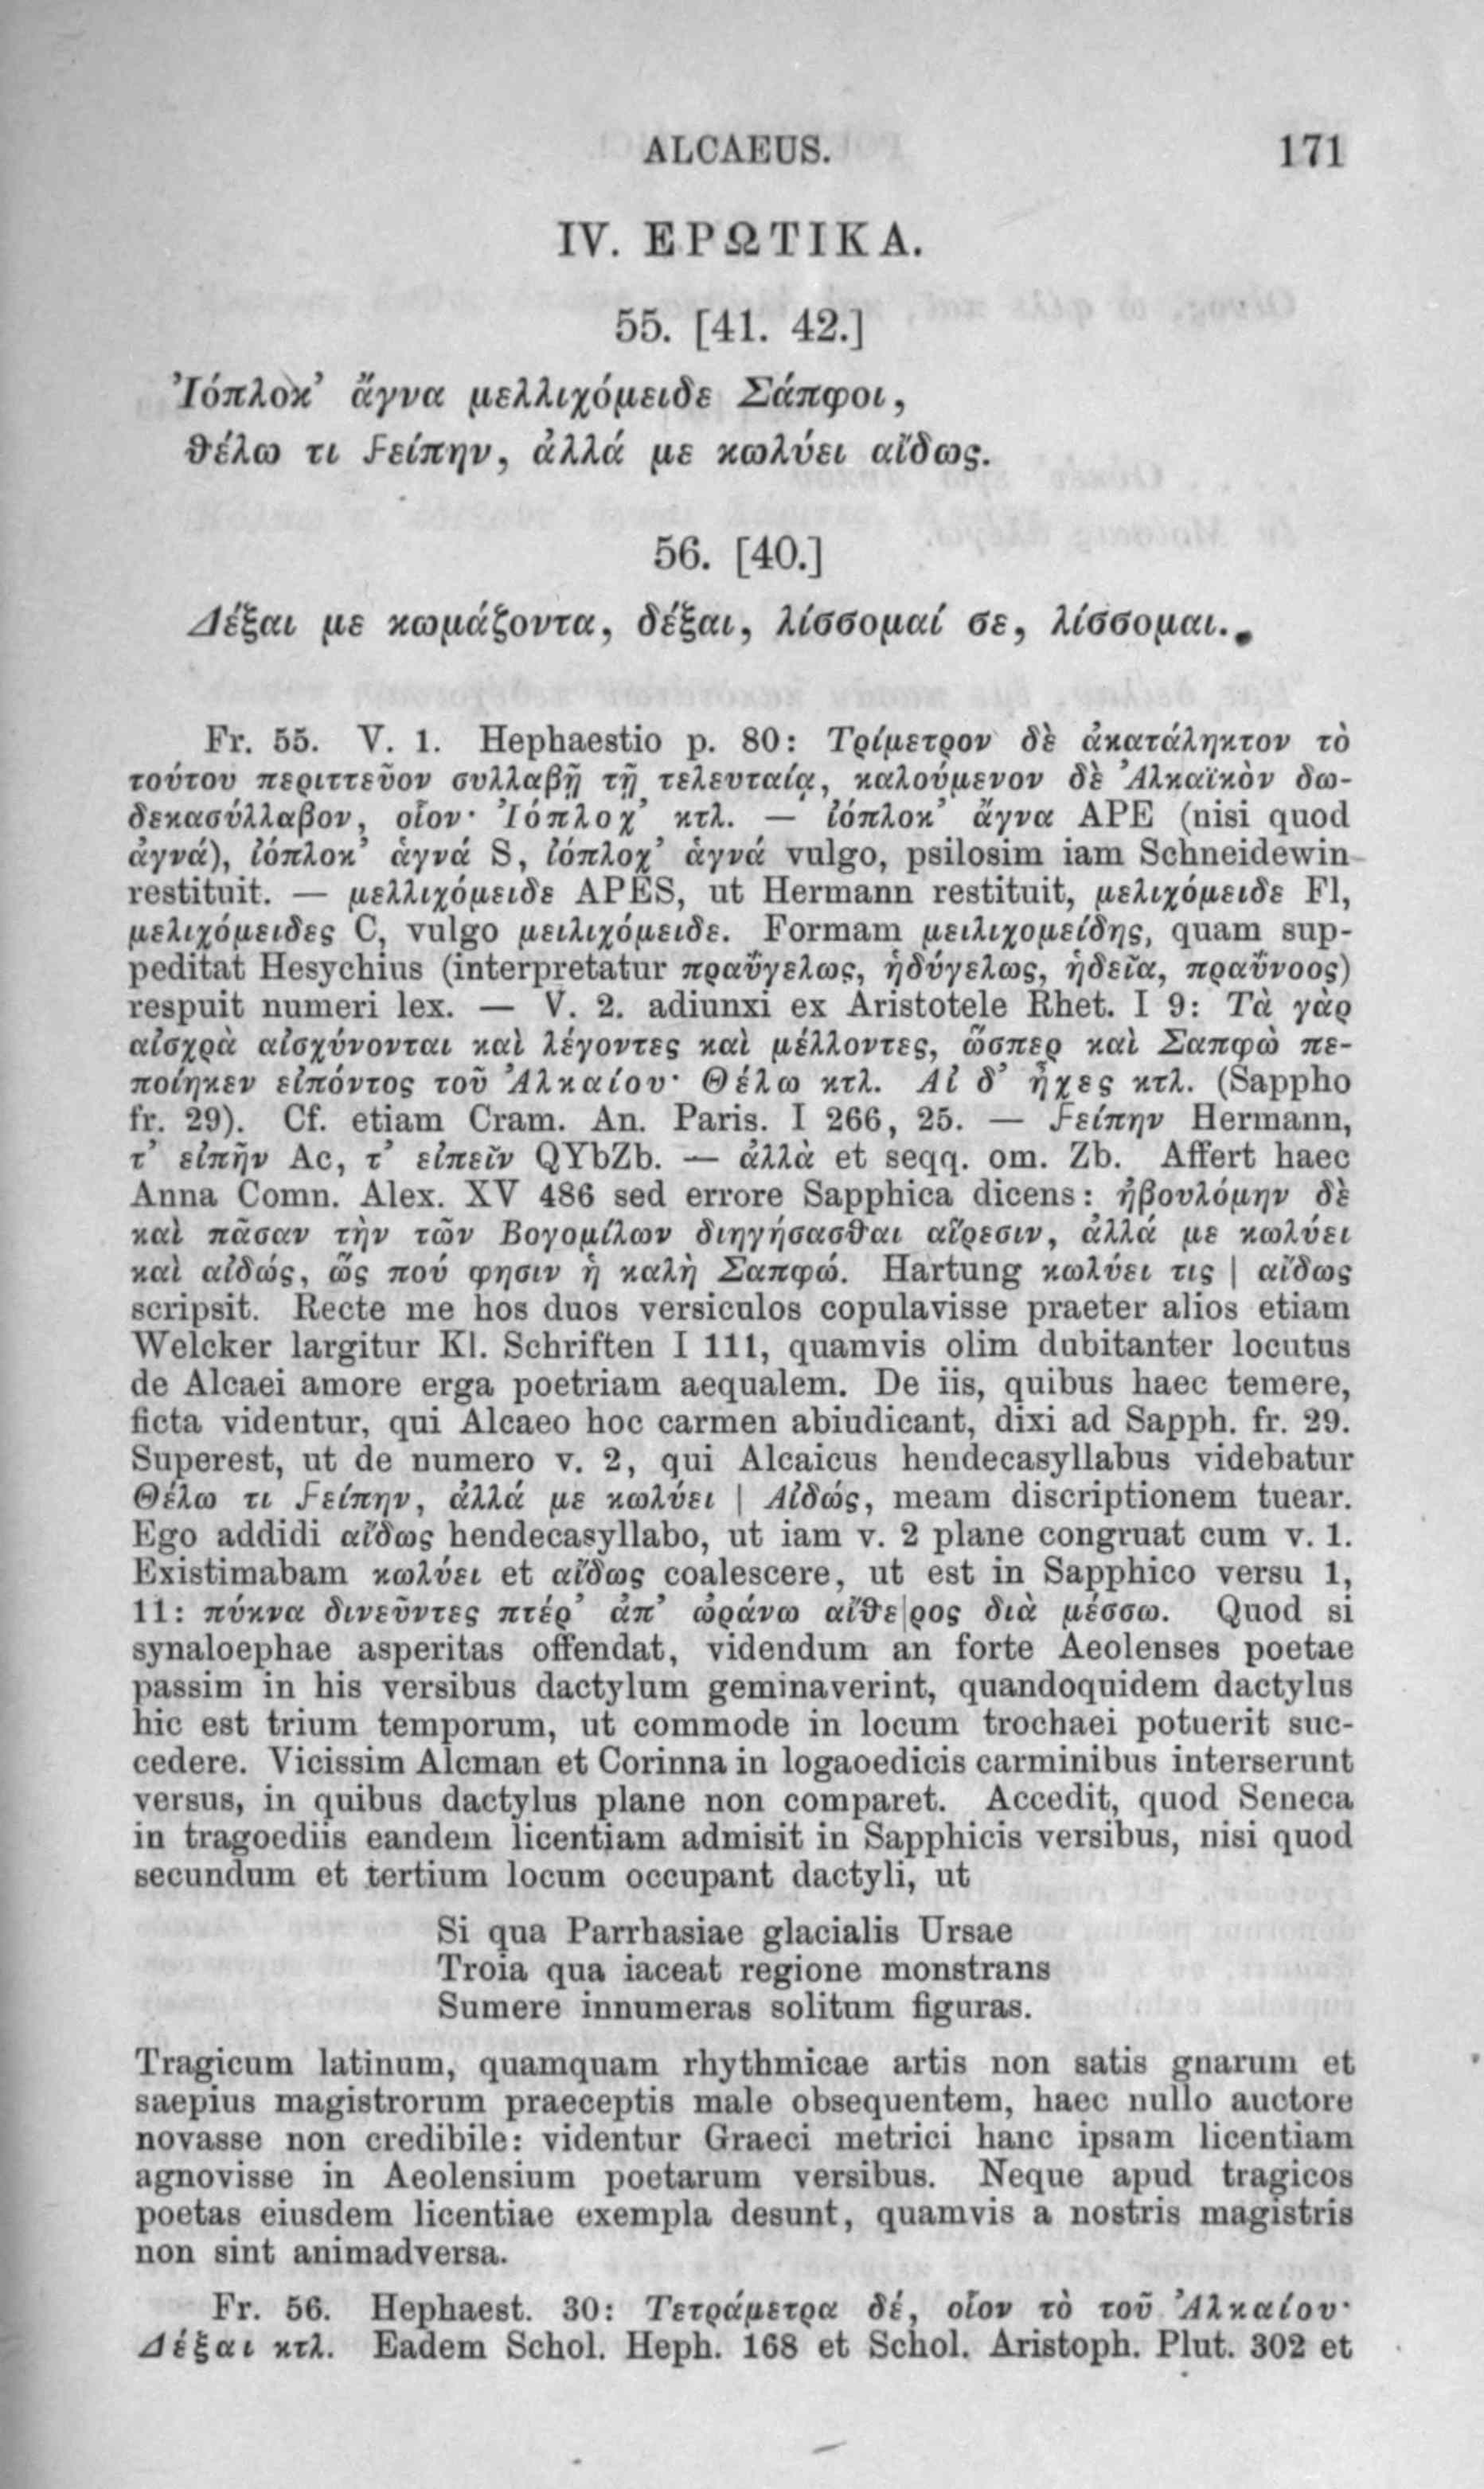 ALCAEUS. 171
IV. ΕΡΩΤΙΚΑ.
55. [41. 42.]
Ἰόπλοκ’ ἄγνα μελλιχόμειδε Σάπφοι,
θέλω τι ϝείπην, ἀλλά με κωλύει αἴδως.
56. [40.]
Δέξαι με κωμάζοντα, δέξαι, λίσσομαί σε, λίσσομαι.
Fr. 55. V. 1. Hephaestio p. 80: Τρίμετρον δὲ ἀκατάληκτον τὸ
τούτου περιττεῦον συλλαβῇ τῇ τελευταίᾳ, καλούμενον δὲ Ἀλκαϊκὸν δω-
δεκασύλλαβον, οἷον· Ἰόπλοχ’ κτλ. — ἰόπλοκ’ ἄγνα APE (nisi quod
ἁγνά), ἰόπλοκ’ ἁγνά S, ἰόπλοχ’ ἁγνά vulgo, psilosim iam Schneidewin
restituit. — μελλιχόμειδε APES, ut Hermann restituit, μελιχόμειδε Fl,
μελιχόμειδες C, vulgo μειλιχόμειδε. Formam μειλιχομείδης, quam sup-
peditat Hesychius (interpretatur πραΰγελως, ἡδύγελως, ἡδεῖα, πραΰνοος)
respuit numeri lex. — V. 2. adiunxi ex Aristotele Rhet. I 9: Τὰ γὰρ
αἰσχρὰ αἰσχύνονται καὶ λέγοντες καὶ μέλλοντες, ὥσπερ καὶ Σαπφὼ πε-
ποίηκεν εἰπόντος τοῦ Ἀλκαίου· Θέλω κτλ. Αἰ δ’ ἦχες κτλ. (Sappho
fr. 29). Cf. etiam Cram. An. Paris. I 266, 25. — ϝείπην Hermann,
τ’ εἰπῆν Ac, τ’ εἰπεῖν QYbZb. — ἀλλὰ et seqq. om. Zb. Affert haec
Anna Comn. Alex. XV 486 sed errore Sapphica dicens: ἠβουλόμην δὲ
καὶ πᾶσαν τὴν τῶν Βογομίλων διηγήσασθαι αἵρεσιν, ἀλλά με κωλύει
καὶ αἰδώς, ὥς πού φησιν ἡ καλὴ Σαπφώ. Hartung κωλύει τις | αἴδως
scripsit. Recte me hos duos versiculos copulavisse praeter alios etiam
Welcker largitur Kl. Schriften I 111, quamvis olim dubitanter locutus
de Alcaei amore erga poetriam aequalem. De iis, quibus haec temere,
ficta videntur, qui Alcaeo hoc carmen abiudicant, dixi ad Sapph. fr. 29.
Superest, ut de numero v. 2, qui Alcaicus hendecasyllabus videbatur
Θέλω τι ϝείπην, ἀλλά με κωλύει | Αἰδώς, meam discriptionem tuear.
Ego addidi αἴδως hendecasyllabo, ut iam v. 2 plane congruat cum v. 1.
Existimabam κωλύει et αἴδως coalescere, ut est in Sapphico versu 1,
11: πύκνα δινεῦντες πτέρ’ ἀπ’ ὠράνω αἴθε|ρος διὰ μέσσω. Quod si
synaloephae asperitas offendat, videndum an forte Aeolenses poetae
passim in his versibus dactylum geminaverint, quandoquidem dactylus
hic est trium temporum, ut commode in locum trochaei potuerit suc-
cedere. Vicissim Alcman et Corinna in logaoedicis carminibus interserunt
versus, in quibus dactylus plane non comparet. Accedit, quod Seneca
in tragoediis eandem licentiam admisit in Sapphicis versibus, nisi quod
secundum et tertium locum occupant dactyli, ut
Si qua Parrhasiae glacialis Ursae
Troia qua iaceat regione monstrans
Sumere innumeras solitum figuras.
Tragicum latinum, quamquam rhythmicae artis non satis gnarum et
saepius magistrorum praeceptis male obsequentem, haec nullo auctore
novasse non credibile: videntur Graeci metrici hanc ipsam licentiam
agnovisse in Aeolensium poetarum versibus. Neque apud tragicos
poetas eiusdem licentiae exempla desunt, quamvis a nostris magistris
non sint animadversa.
Fr. 56. Hephaest. 30: Τετράμετρα δέ, οἷον τὸ τοῦ Ἀλκαίου·
Δέξαι κτλ. Eadem Schol. Heph. 168 et Schol. Aristoph. Plut. 302 et